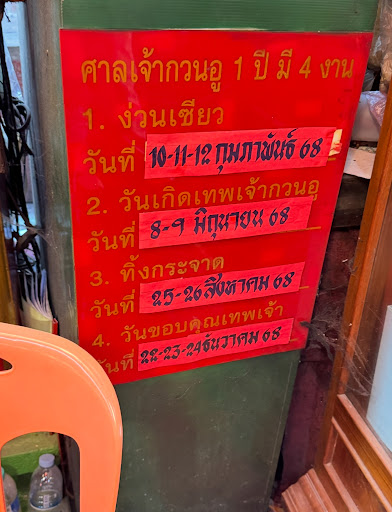 ศาลเจ้ากวนอู 1 ปี มี 4 งาน
1. ง่วนเซียว
วันที่ 10-11-12 กุมภาพันธ์ 68
2. วันเกิดเทพเจ้ากวนอู
วันที่ 8-9 มิถุนายน 68
3. ทิ้งกระจาด
วันที่ 25-26 สิงหาคม 68
4. วันขอบคุณเทพเจ้า
วันที่ 22-23-24 ธันวาคม 68